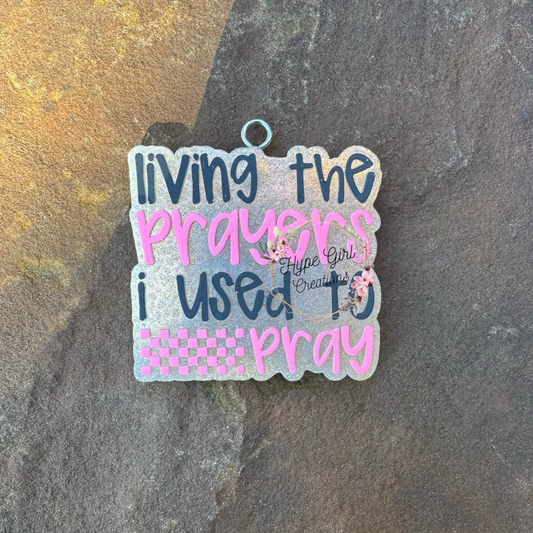 living the
prayers
i used to
pray
Hype Girl
Creations